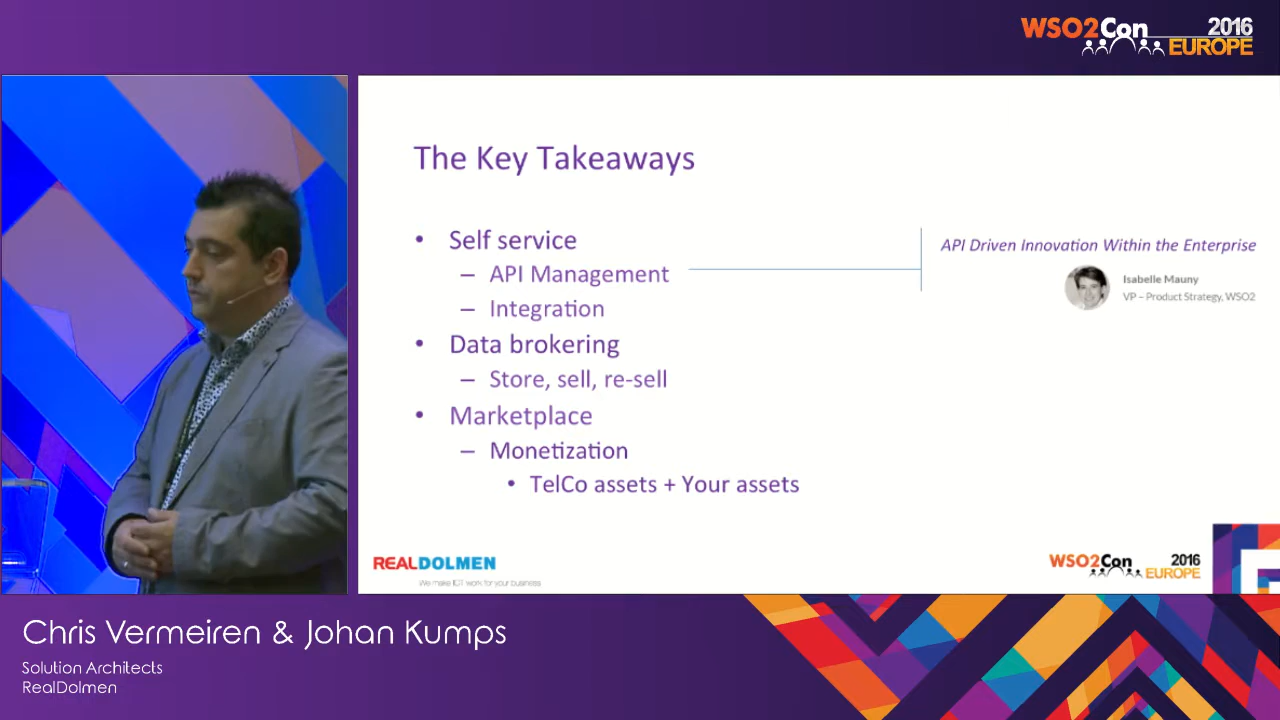 WSO2Con 2016
EUROPE
The Key Takeaways
• Self service
– API Management
– Integration
• Data brokering
– Store, sell, re-sell
• Marketplace
– Monetization
• TelCo assets + Your assets
API Driven Innovation Within the Enterprise
Isabelle Mauny
VP – Product Strategy, WSO2
REALDOLMEN
We make ICT work for your business
WSO2Con 2016
EUROPE
Chris Vermeiren & Johan Kumps
Solution Architects
RealDolmen